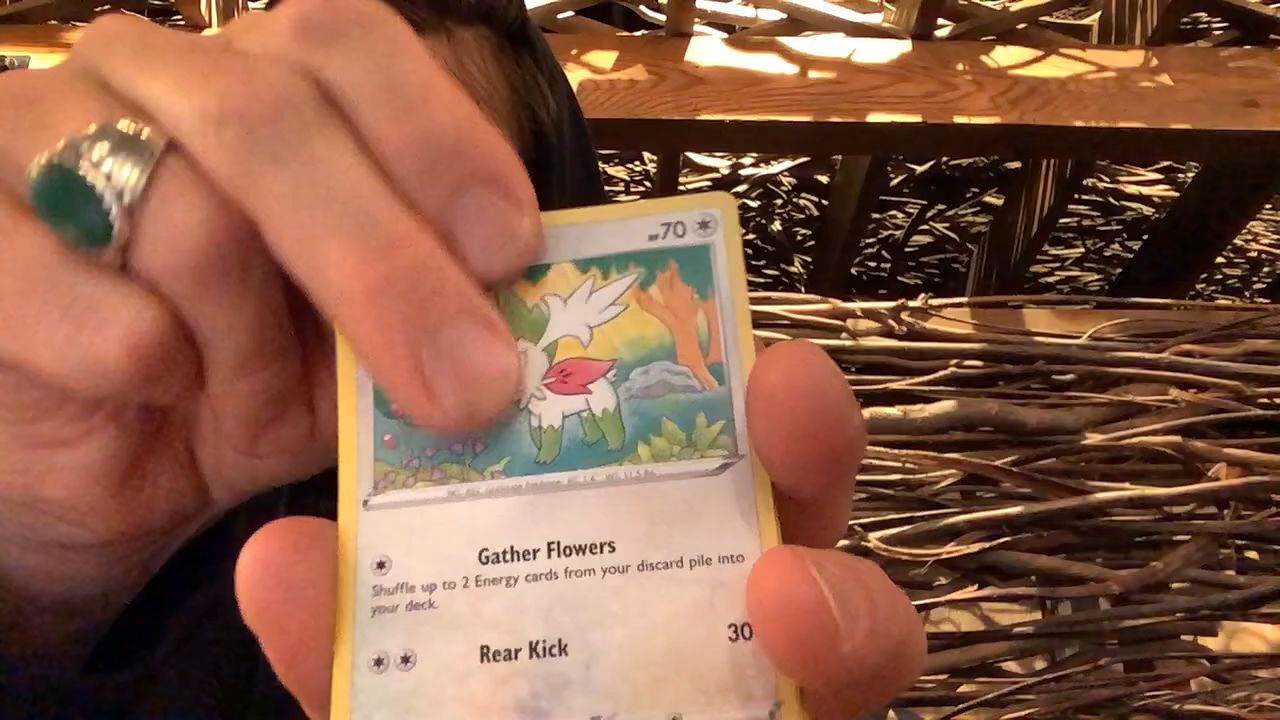 HP 70
Gather Flowers
Shuffle up to 2 Energy cards from your discard pile into
your deck.
Rear Kick
30